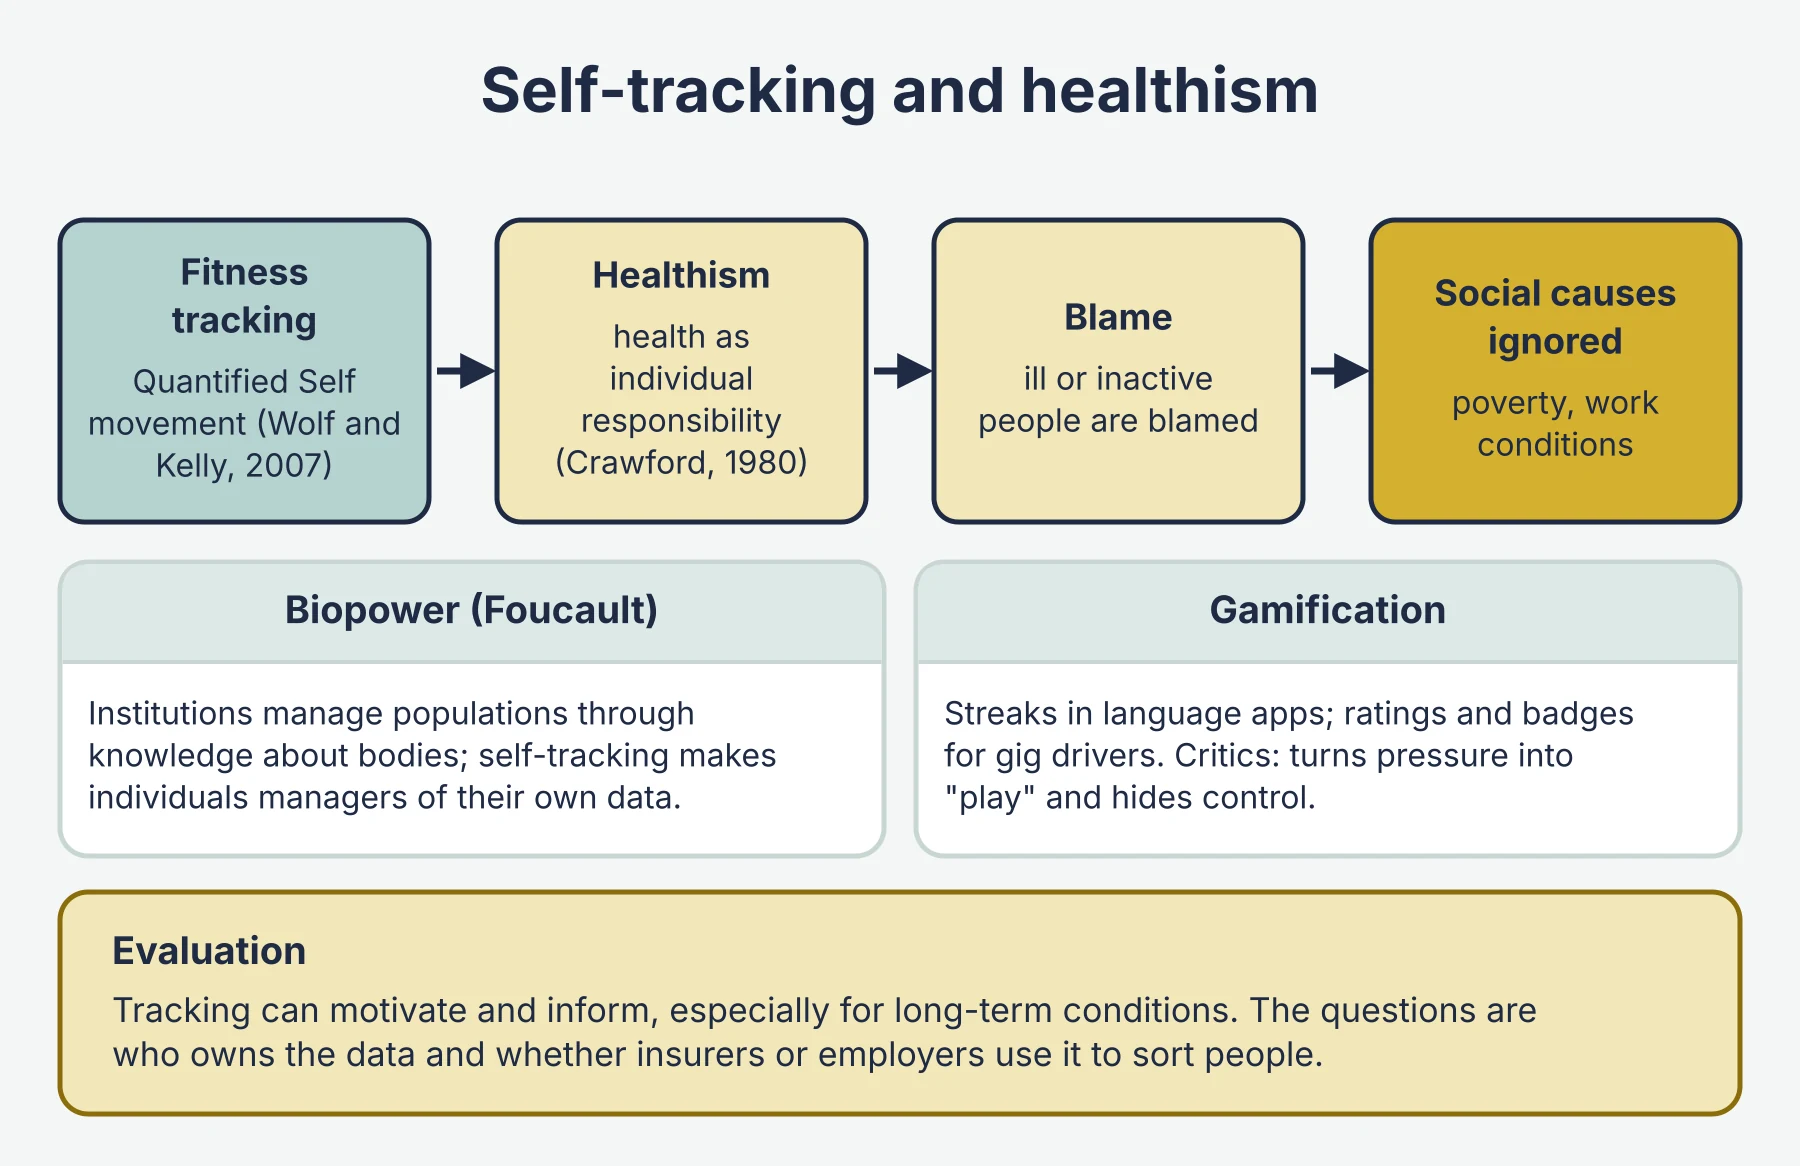 Self-tracking and healthism
Fitness
tracking
Quantified Self
movement (Wolf and
Kelly, 2007)
Healthism
health as
individual
responsibility
(Crawford, 1980)
Blame
ill or inactive
people are blamed
Social causes
ignored
poverty, work
conditions
Biopower (Foucault)
Institutions manage populations through
knowledge about bodies; self-tracking makes
individuals managers of their own data.
Gamification
Streaks in language apps; ratings and badges
for gig drivers. Critics: turns pressure into
"play" and hides control.
Evaluation
Tracking can motivate and inform, especially for long-term conditions. The questions are
who owns the data and whether insurers or employers use it to sort people.